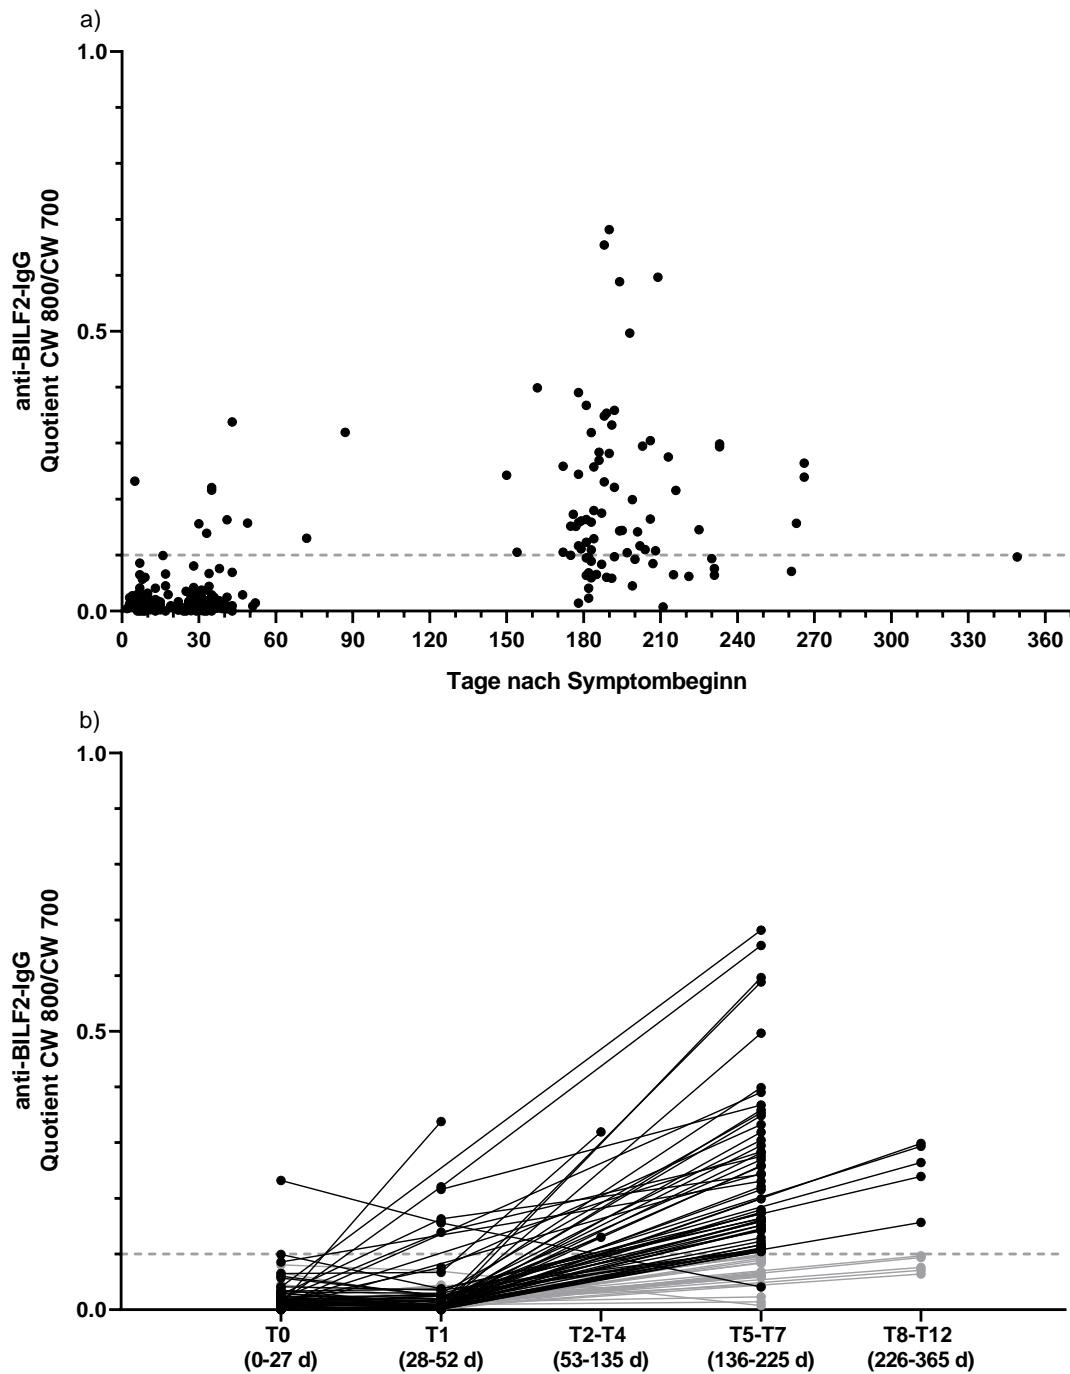 a)
1.0
0.5
0.0
anti-BILF2-IgG
Quotient CW 800/CW 700
0 30 60 90 120 150 180 210 240 270 300 330 360
Tage nach Symptombeginn
b)
1.0
0.5
0.0
anti-BILF2-IgG
Quotient CW 800/CW 700
T0 T1 T2-T4 T5-T7 T8-T12
(0-27 d) (28-52 d) (53-135 d) (136-225 d) (226-365 d)